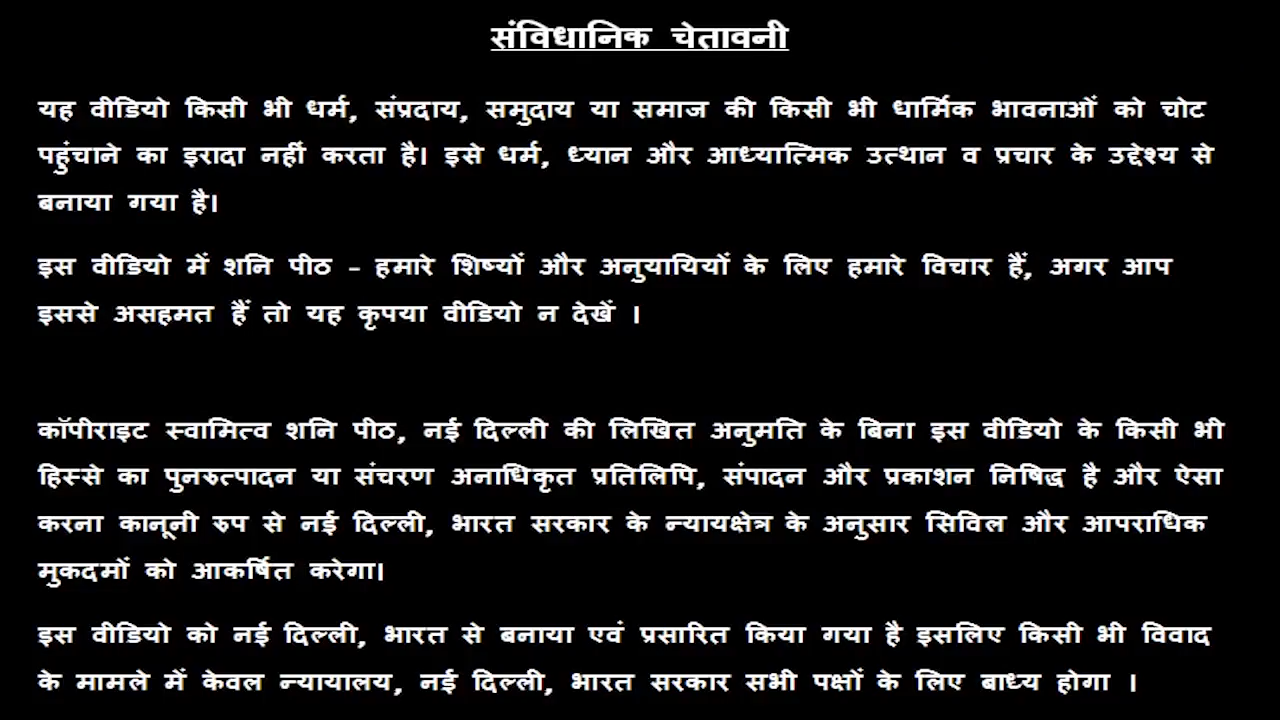 संविधानिक चेतावनी
यह वीडियो किसी भी धर्म, संप्रदाय, समुदाय या समाज की किसी भी धार्मिक भावनाओं को चोट
पहुंचाने का इरादा नहीं करता है। इसे धर्म, ध्यान और आध्यात्मिक उत्थान व प्रचार के उद्देश्य से
बनाया गया है।
इस वीडियो में शनि पीठ – हमारे शिष्यों और अनुयायियों के लिए हमारे विचार हैं, अगर आप
इससे असहमत हैं तो यह कृपया वीडियो न देखें ।
कॉपीराइट स्वामित्व शनि पीठ, नई दिल्ली की लिखित अनुमति के बिना इस वीडियो के किसी भी
हिस्से का पुनरुत्पादन या संचरण अनाधिकृत प्रतिलिपि, संपादन और प्रकाशन निषिद्ध है और ऐसा
करना कानूनी रुप से नई दिल्ली, भारत सरकार के न्यायक्षेत्र के अनुसार सिविल और आपराधिक
मुकदमों को आकर्षित करेगा।
इस वीडियो को नई दिल्ली, भारत से बनाया एवं प्रसारित किया गया है इसलिए किसी भी विवाद
के मामले में केवल न्यायालय, नई दिल्ली, भारत सरकार सभी पक्षों के लिए बाध्य होगा ।